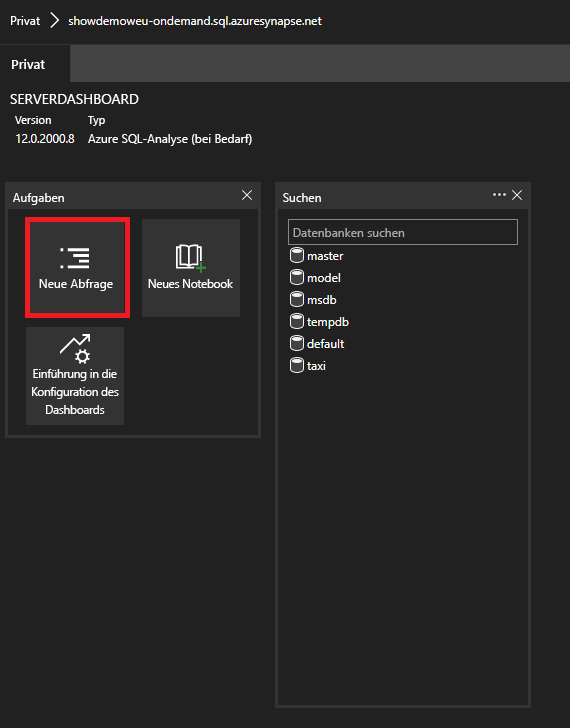 Privat showdemoweu-ondemand.sql.azuresynapse.net
Privat
SERVERDASHBOARD
Version Typ
12.0.2000.8 Azure SQL-Analyse (bei Bedarf)
Aufgaben
Neue Abfrage
Neues Notebook
Einführung in die
Konfiguration des
Dashboards
Suchen
Datenbanken suchen
master
model
msdb
tempdb
default
taxi